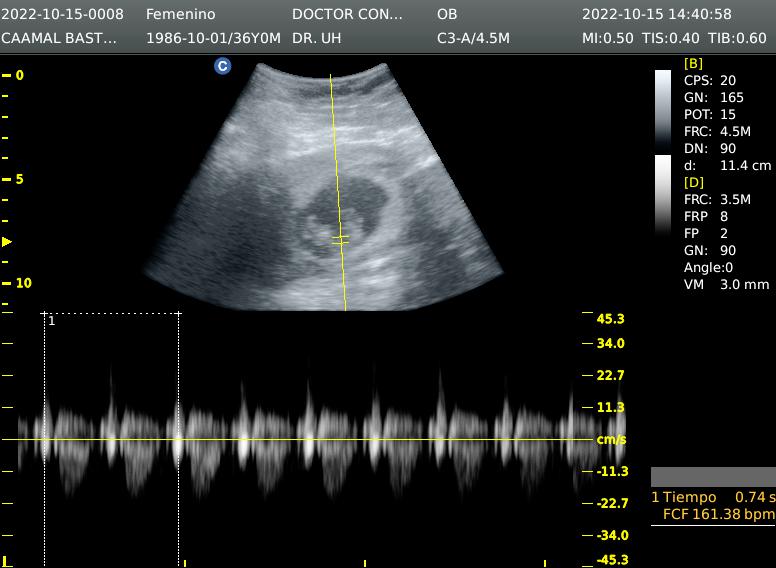 2022-10-15-0008 Femenino DOCTOR CON... OB 2022-10-15 14:40:58
CAAMAL BAST... 1986-10-01/36Y0M DR. UH C3-A/4.5M MI:0.50 TIS:0.40 TIB:0.60
C
0
5
10
[B]
CPS: 20
GN: 165
POT: 15
FRC: 4.5M
DN: 90
d: 11.4 cm
[D]
FRC: 3.5M
FRP 8
FP 2
GN: 90
Angle:0
VM 3.0 mm
1
45.3
34.0
22.7
11.3
cm/s
-11.3
-22.7
-34.0
-45.3
1 Tiempo 0.74 s
FCF 161.38 bpm